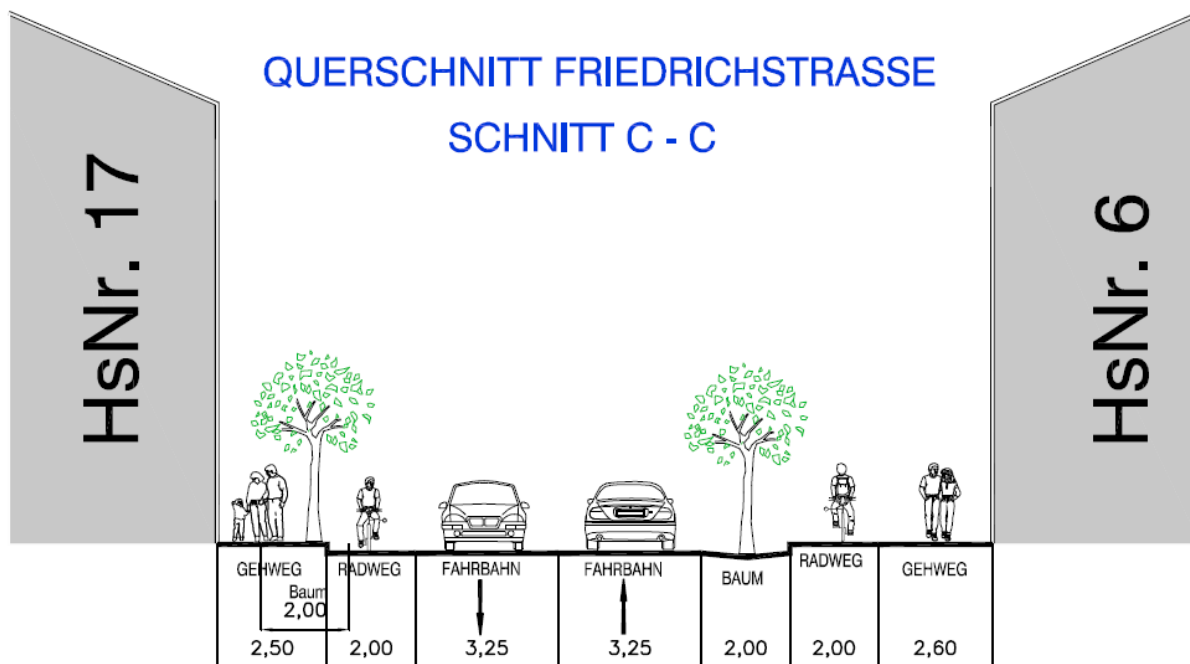 QUERSCHNITT FRIEDRICHSTRASSE
SCHNITT C - C
HsNr. 17
HsNr. 6
GEHWEG
RADWEG
FAHRBAHN
FAHRBAHN
BAUM
RADWEG
GEHWEG
Baum
2,00
2,50
2,00
3,25
3,25
2,00
2,00
2,60